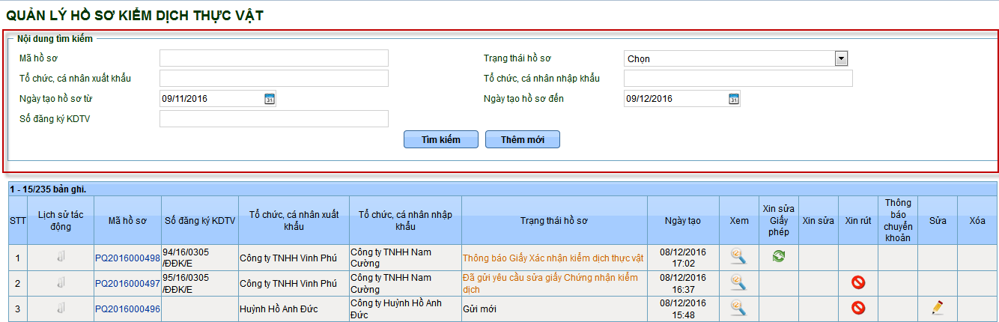 QUẢN LÝ HỒ SƠ KIỂM DỊCH THỰC VẬT
Nội dung tìm kiếm
Mã hồ sơ
Trạng thái hồ sơ
Chọn
Tổ chức, cá nhân xuất khẩu
Tổ chức, cá nhân nhập khẩu
Ngày tạo hồ sơ từ
09/11/2016
31
Ngày tạo hồ sơ đến
09/12/2016
31
Số đăng ký KDTV
Tìm kiếm
Thêm mới
1 - 15/235 bản ghi.
STT
Lịch sử tác
động
Mã hồ sơ
Số đăng ký KDTV
Tổ chức, cá nhân xuất
khẩu
Tổ chức, cá nhân nhập
khẩu
Trạng thái hồ sơ
Ngày tạo
Xem
Xin sửa
Giấy
phép
Xin sửa
Xin rút
Thông
báo
chuyển
khoản
Sửa
Xóa
1
PQ2016000498
94/16/0305
/ĐĐK/E
Công ty TNHH Vinh Phú
Công ty TNHH Nam
Cường
Thông báo Giấy Xác nhận kiểm dịch thực vật
08/12/2016
17:02
2
PQ2016000497
95/16/0305
/ĐĐK/E
Công ty TNHH Vinh Phú
Công ty TNHH Nam
Cường
Đã gửi yêu cầu sửa giấy Chứng nhận kiểm
dịch
08/12/2016
16:37
3
PQ2016000496
Huỳnh Hồ Anh Đức
Công ty Huỳnh Hồ Anh
Đức
Gửi mới
08/12/2016
15:48